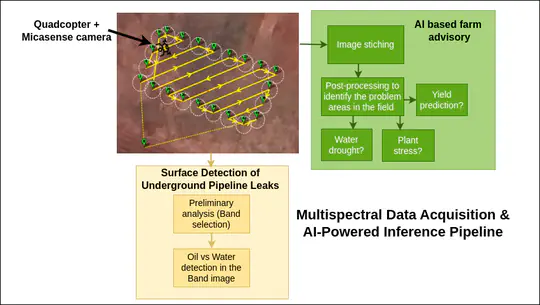 Quadcopter +
Micasense camera
AI based farm
advisory
Image stiching
Post-processing to
identify the problem
areas in the field
Yield
prediction?
Water
drought?
Plant
stress?
Surface Detection of
Underground Pipeline Leaks
Preliminary
analysis (Band
selection)
Oil vs Water
detection in the
Band image
Multispectral Data Acquisition &
AI-Powered Inference Pipeline